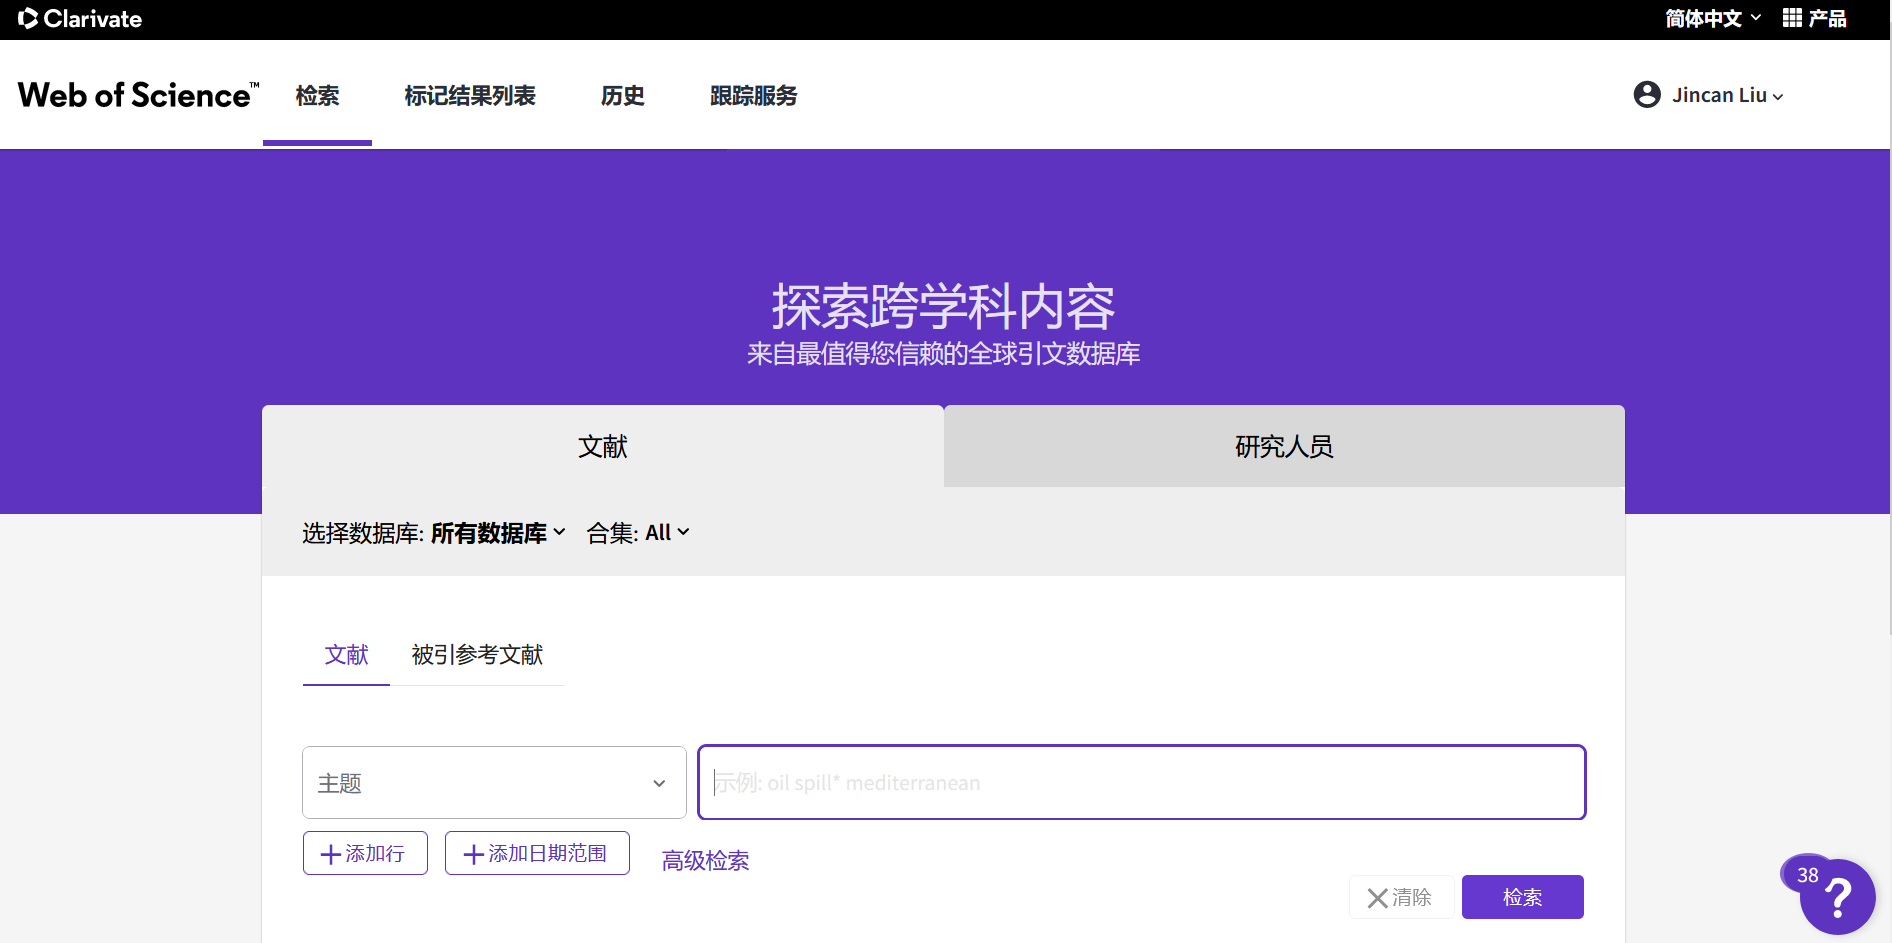 Clarivate
简体中文
产品
Web of Science™
检索
标记结果列表
历史
跟踪服务
Jincan Liu
探索跨学科内容
来自最值得您信赖的全球引文数据库
文献
研究人员
选择数据库: 所有数据库
合集: All
文献
被引参考文献
主题
示例: oil spill* mediterranean
添加行
添加日期范围
高级检索
清除
检索
38
?